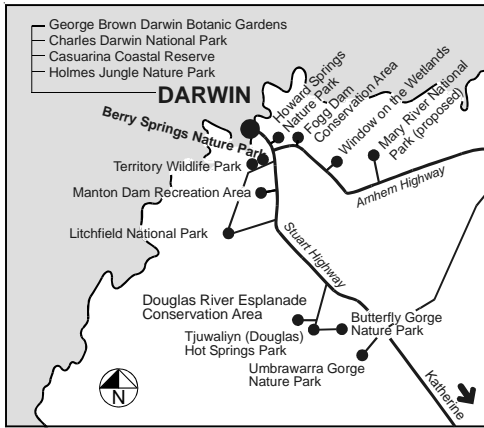 George Brown Darwin Botanic Gardens
Charles Darwin National Park
Casuarina Coastal Reserve
Holmes Jungle Nature Park
DARWIN
Berry Springs Nature Park
Howard Springs
Nature Park
Fogg Dam
Conservation Area
Window on the Wetlands
Mary River National
Park (proposed)
Territory Wildlife Park
Manton Dam Recreation Area
Arnhem Highway
Litchfield National Park
Stuart Highway
Douglas River Esplanade
Conservation Area
Butterfly Gorge
Nature Park
Tjuwaliyn (Douglas)
Hot Springs Park
Umbrawarra Gorge
Nature Park
Katherine
N